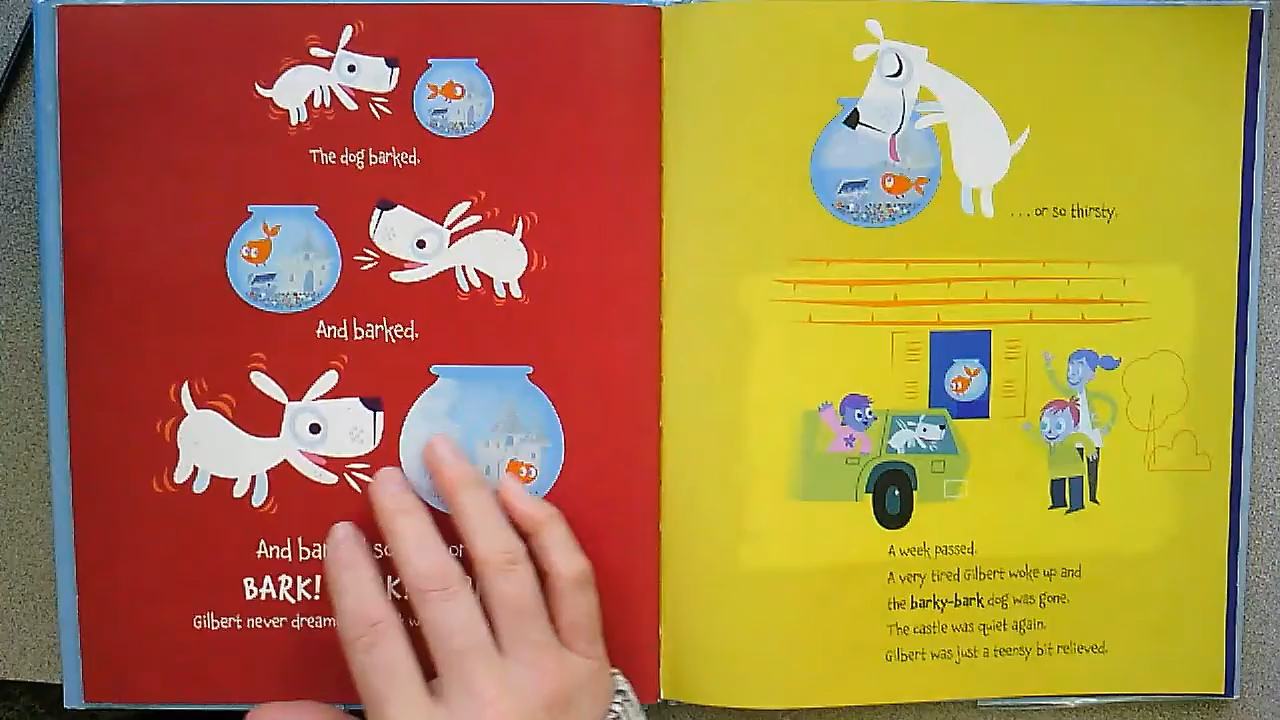 The dog barked.
And barked.
And
BARK!
Gilbert never
. . . or so thirsty.
A week passed.
A very tired Gilbert woke up and
the barky-bark dog was gone.
The castle was quiet again.
Gilbert was just a teensy bit relieved.